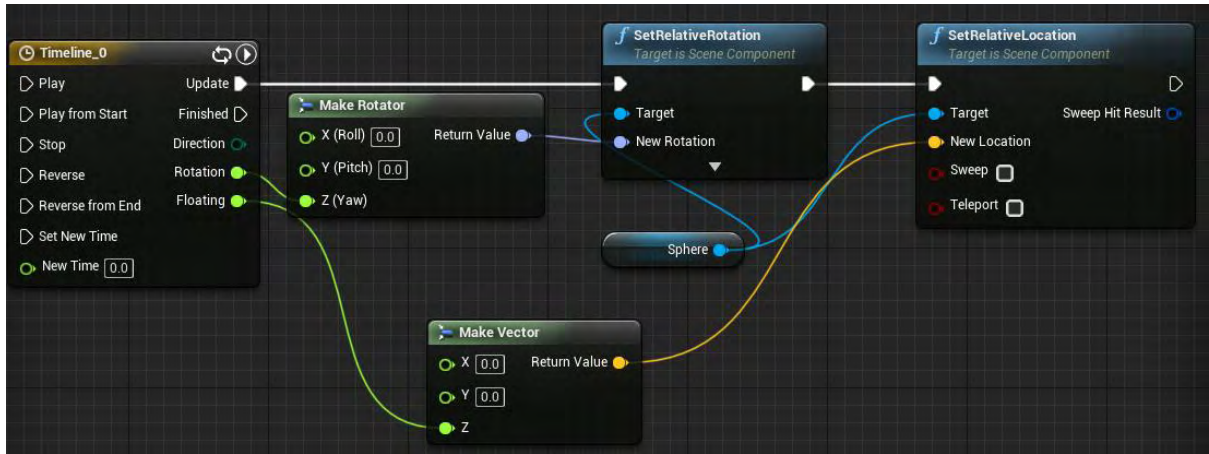 Timeline_0
Play
Update
Play from Start
Finished
Stop
Direction
Reverse
Rotation
Reverse from End
Floating
Set New Time
New Time 0.0
Make Rotator
X (Roll) 0.0
Return Value
Y (Pitch) 0.0
Z (Yaw)
f SetRelativeRotation
Target is Scene Component
Target
New Rotation
Sphere
f SetRelativeLocation
Target is Scene Component
Target
Sweep Hit Result
New Location
Sweep
Teleport
Make Vector
X 0.0
Return Value
Y 0.0
Z